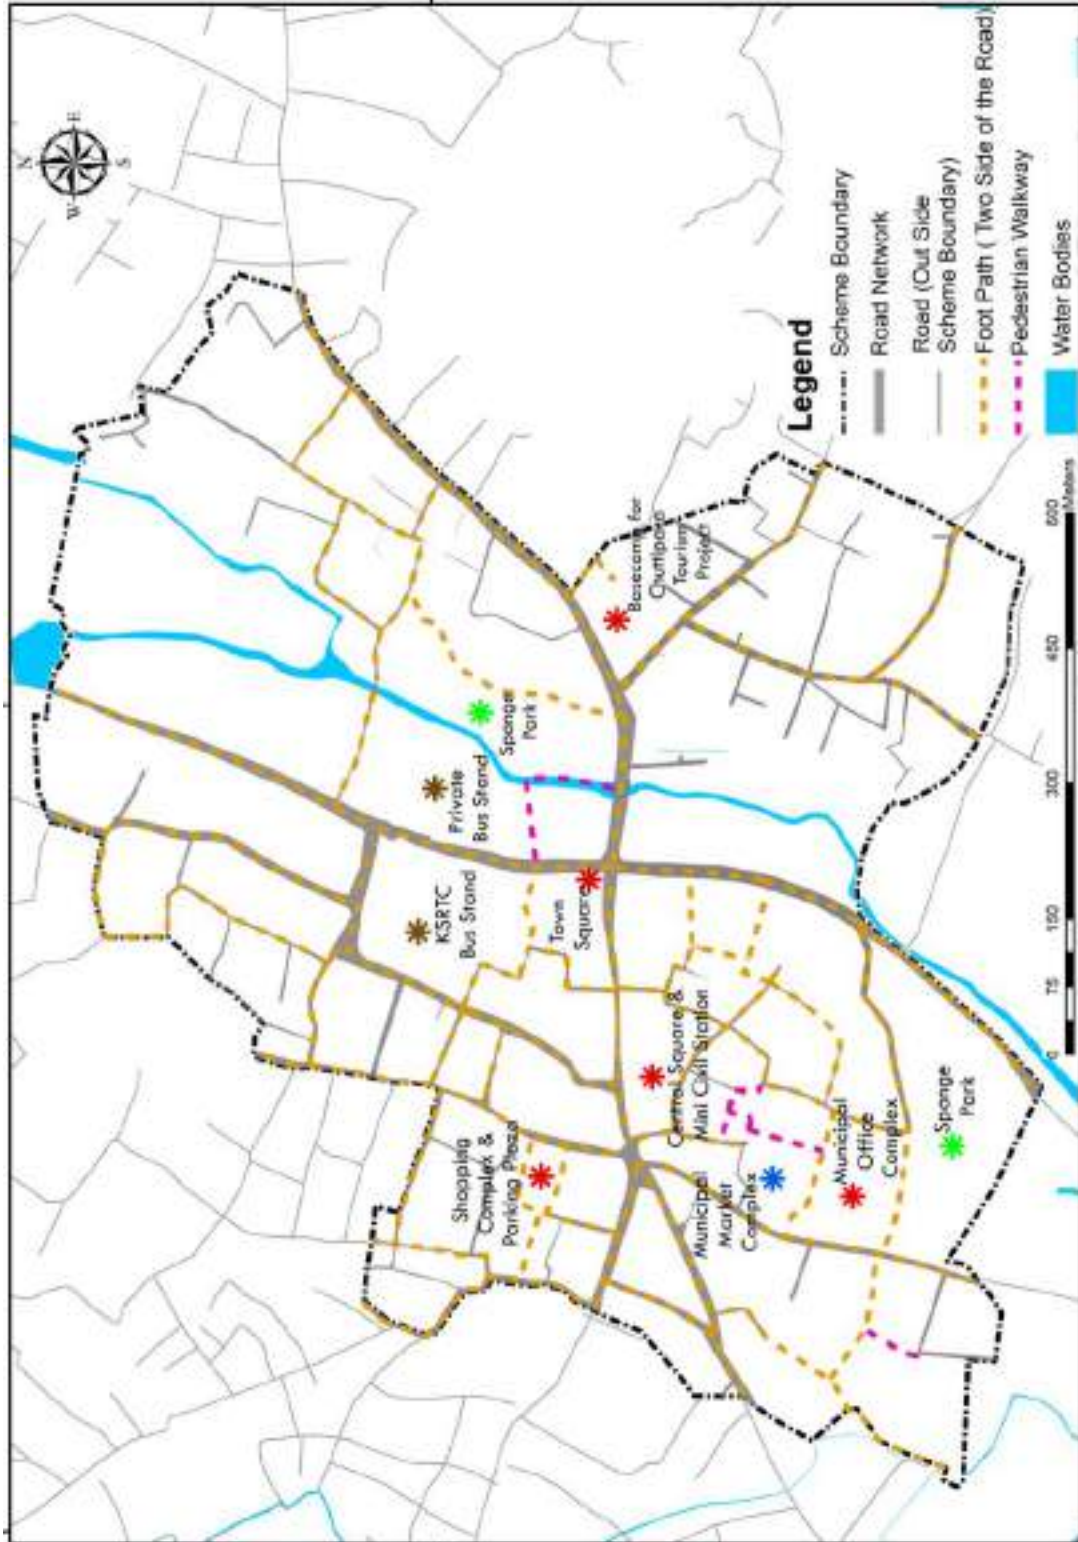 N
E
S
W
Shopping
Complex &
Parking Plaza
KSRTC
Bus Stand
Private
Bus Stand
Sponge
Park
Town
Square
Basecamp for
Tourism
Project
Central Square &
Mini Civil Station
Municipal
Market
Complex
Municipal
Office
Complex
Sponge
Park
Legend
Scheme Boundary
Road Network
Road (Out Side
Scheme Boundary)
Foot Path ( Two Side of the Road)
Pedestrian Walkway
Water Bodies
0 75 150 300 450 600
Meters